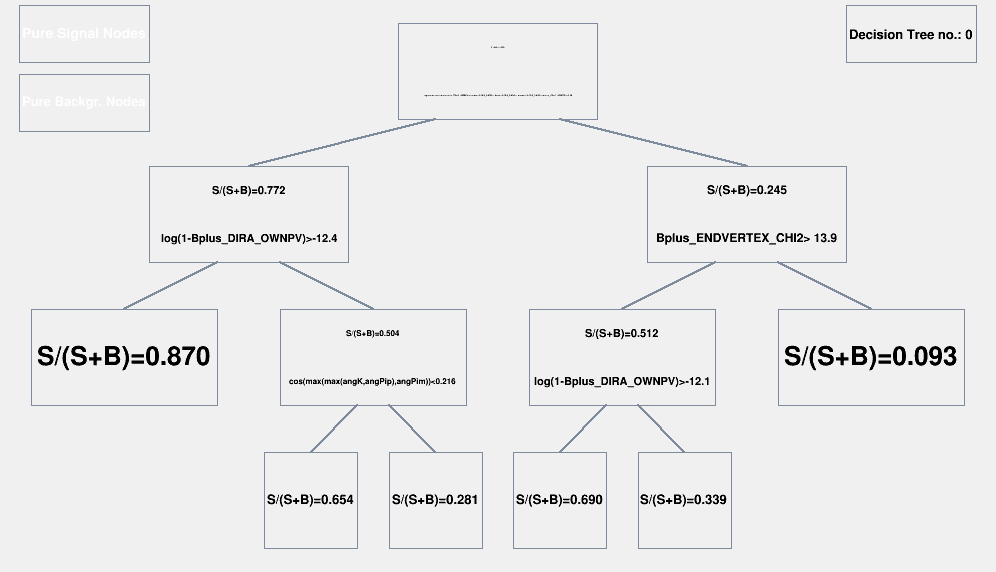 Pure Signal Nodes
Decision Tree no.: 0
Pure Backgr. Nodes
S/(S+B)=0.772
log(1-Bplus_DIRA_OWNPV)>-12.4
S/(S+B)=0.245
Bplus_ENDVERTEX_CHI2> 13.9
S/(S+B)=0.870
S/(S+B)=0.504
cos(max(max(angK,angPip),angPim))<0.216
S/(S+B)=0.512
log(1-Bplus_DIRA_OWNPV)>-12.1
S/(S+B)=0.093
S/(S+B)=0.654
S/(S+B)=0.281
S/(S+B)=0.690
S/(S+B)=0.339